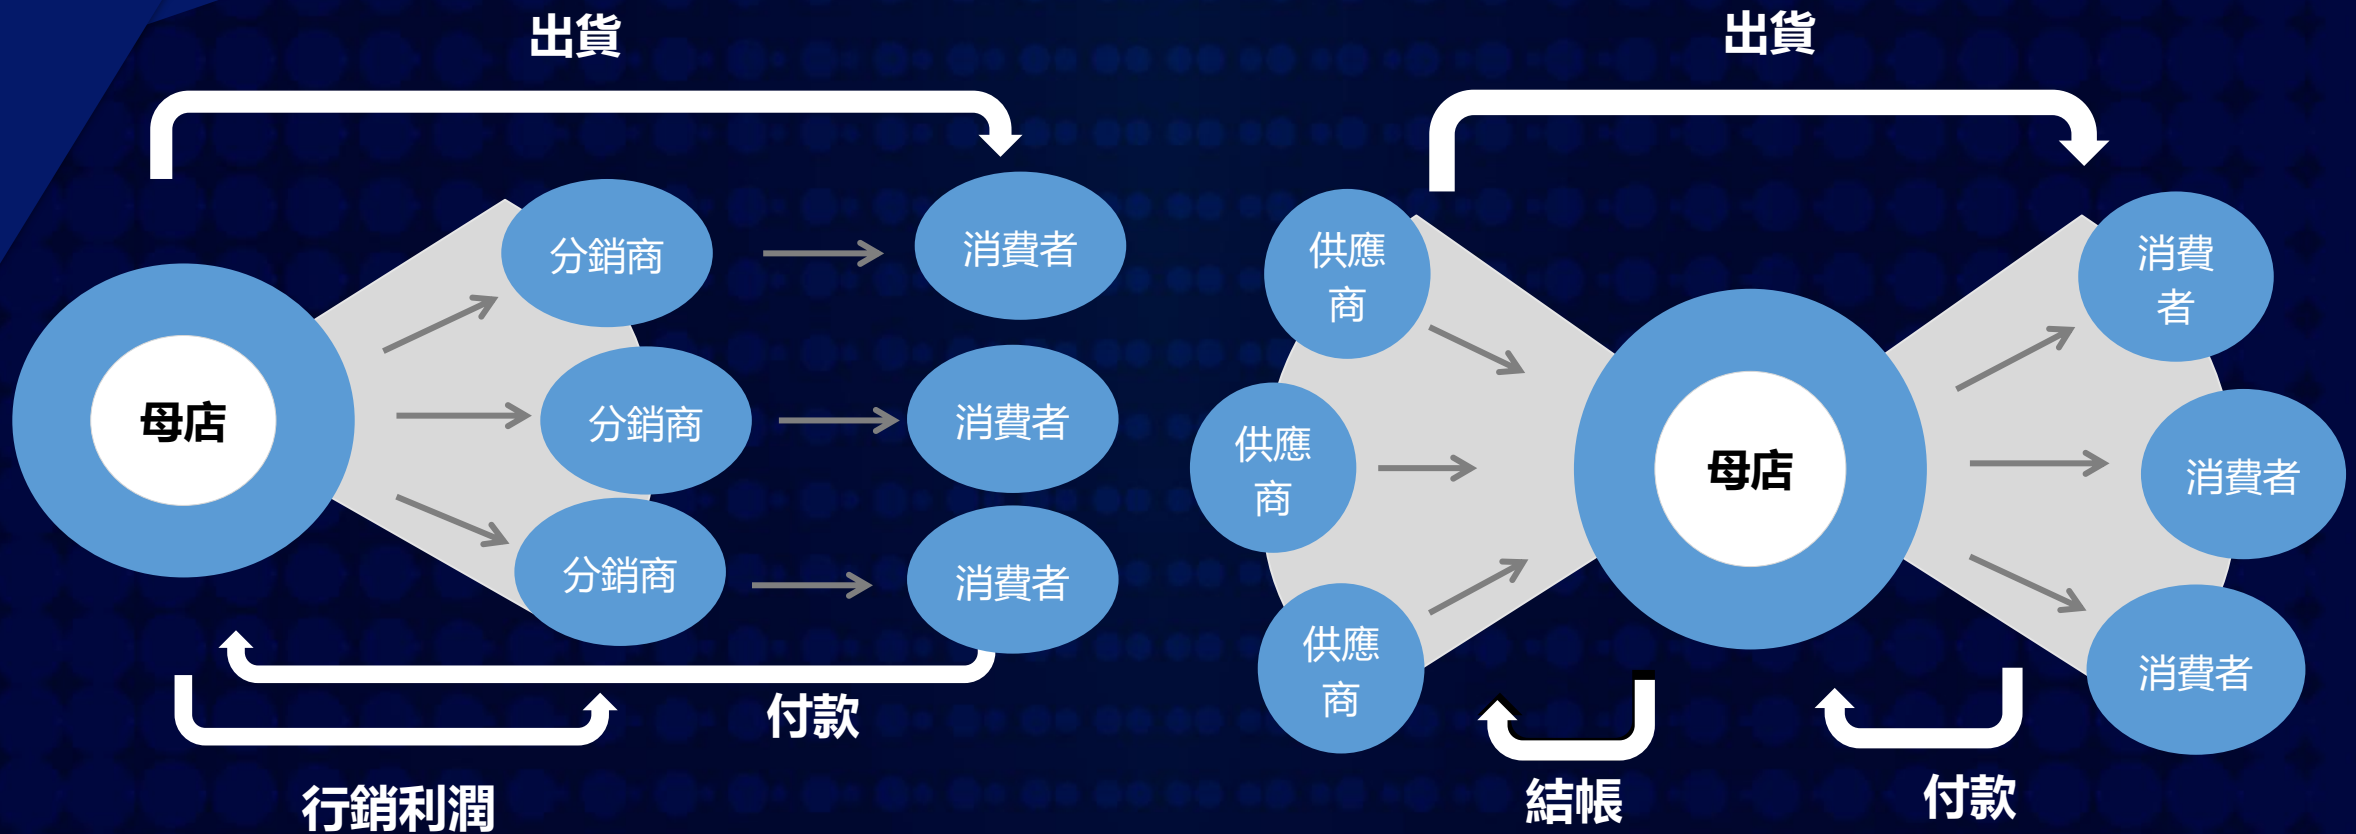 出貨
出貨
分銷商
消費者
供應
商
消費
者
母店
分銷商
消費者
供應
商
母店
消費者
分銷商
消費者
供應
商
消費者
付款
行銷利潤
結帳
付款